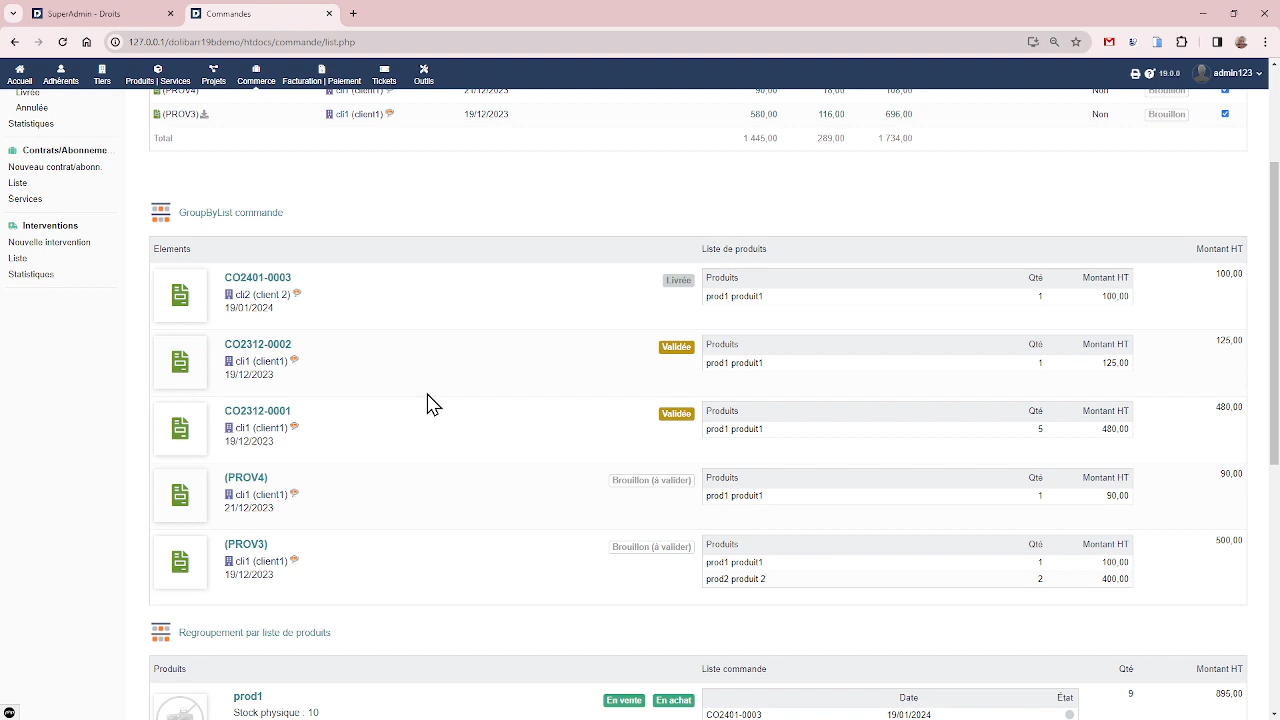 SuperAdmin - Droits
Commandes
127.0.0.1/dolibarr19bdemo/htdocs/commande/list.php
Accueil Adhérents Tiers Produits | Services Projets Commerce Facturation | Paiement Tickets Outils
19.0.0 admin123
Livrée
Annulée
Statistiques
Contrats/Abonneme...
Nouveau contrat/abonn.
Liste
Services
Interventions
Nouvelle intervention
Liste
Statistiques
(PROV4) cli1 (client1) 21/12/2023 90,00 18,00 108,00 Non Brouillon
(PROV3) cli1 (client1) 19/12/2023 580,00 116,00 696,00 Non Brouillon
Total 1 445,00 289,00 1 734,00
GroupByList commande
Elements Liste de produits Montant HT
CO2401-0003 Livrée Produits Qté Montant HT 100,00
cli2 (client 2) prod1 produit1 1 100,00
19/01/2024
CO2312-0002 Validée Produits Qté Montant HT 125,00
cli1 (client1) prod1 produit1 1 125,00
19/12/2023
CO2312-0001 Validée Produits Qté Montant HT 480,00
cli1 (client1) prod1 produit1 5 480,00
19/12/2023
(PROV4) Brouillon (à valider) Produits Qté Montant HT 90,00
cli1 (client1) prod1 produit1 1 90,00
21/12/2023
(PROV3) Brouillon (à valider) Produits Qté Montant HT 500,00
cli1 (client1) prod1 produit1 1 100,00
19/12/2023 prod2 produit 2 2 400,00
Regroupement par liste de produits
Produits Liste commande Qté Montant HT
prod1 En vente En achat Date 895,00
Stock physique : 10 CO2401-0003 19/01/2024
php